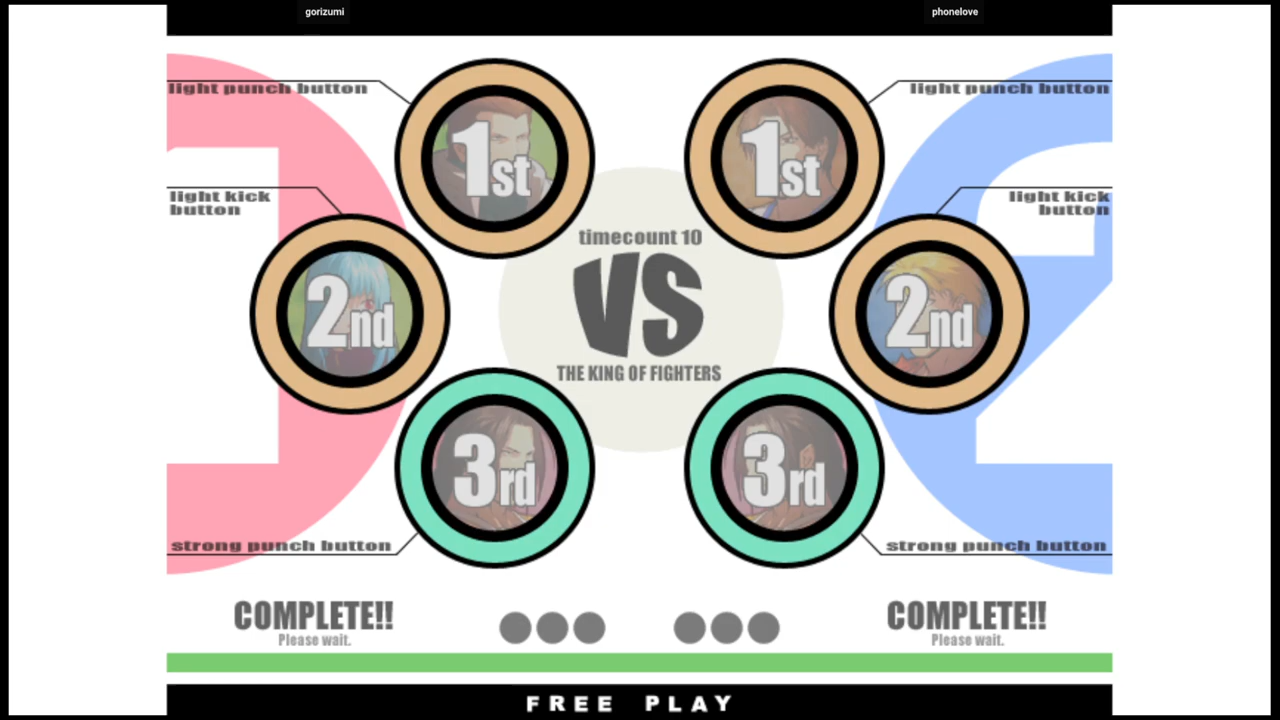 gorizumi
phonelove
light punch button
light punch button
1st
1st
light kick
button
light kick
button
timecount 10
VS
THE KING OF FIGHTERS
2nd
2nd
3rd
3rd
strong punch button
strong punch button
COMPLETE!!
Please wait.
COMPLETE!!
Please wait.
FREE PLAY